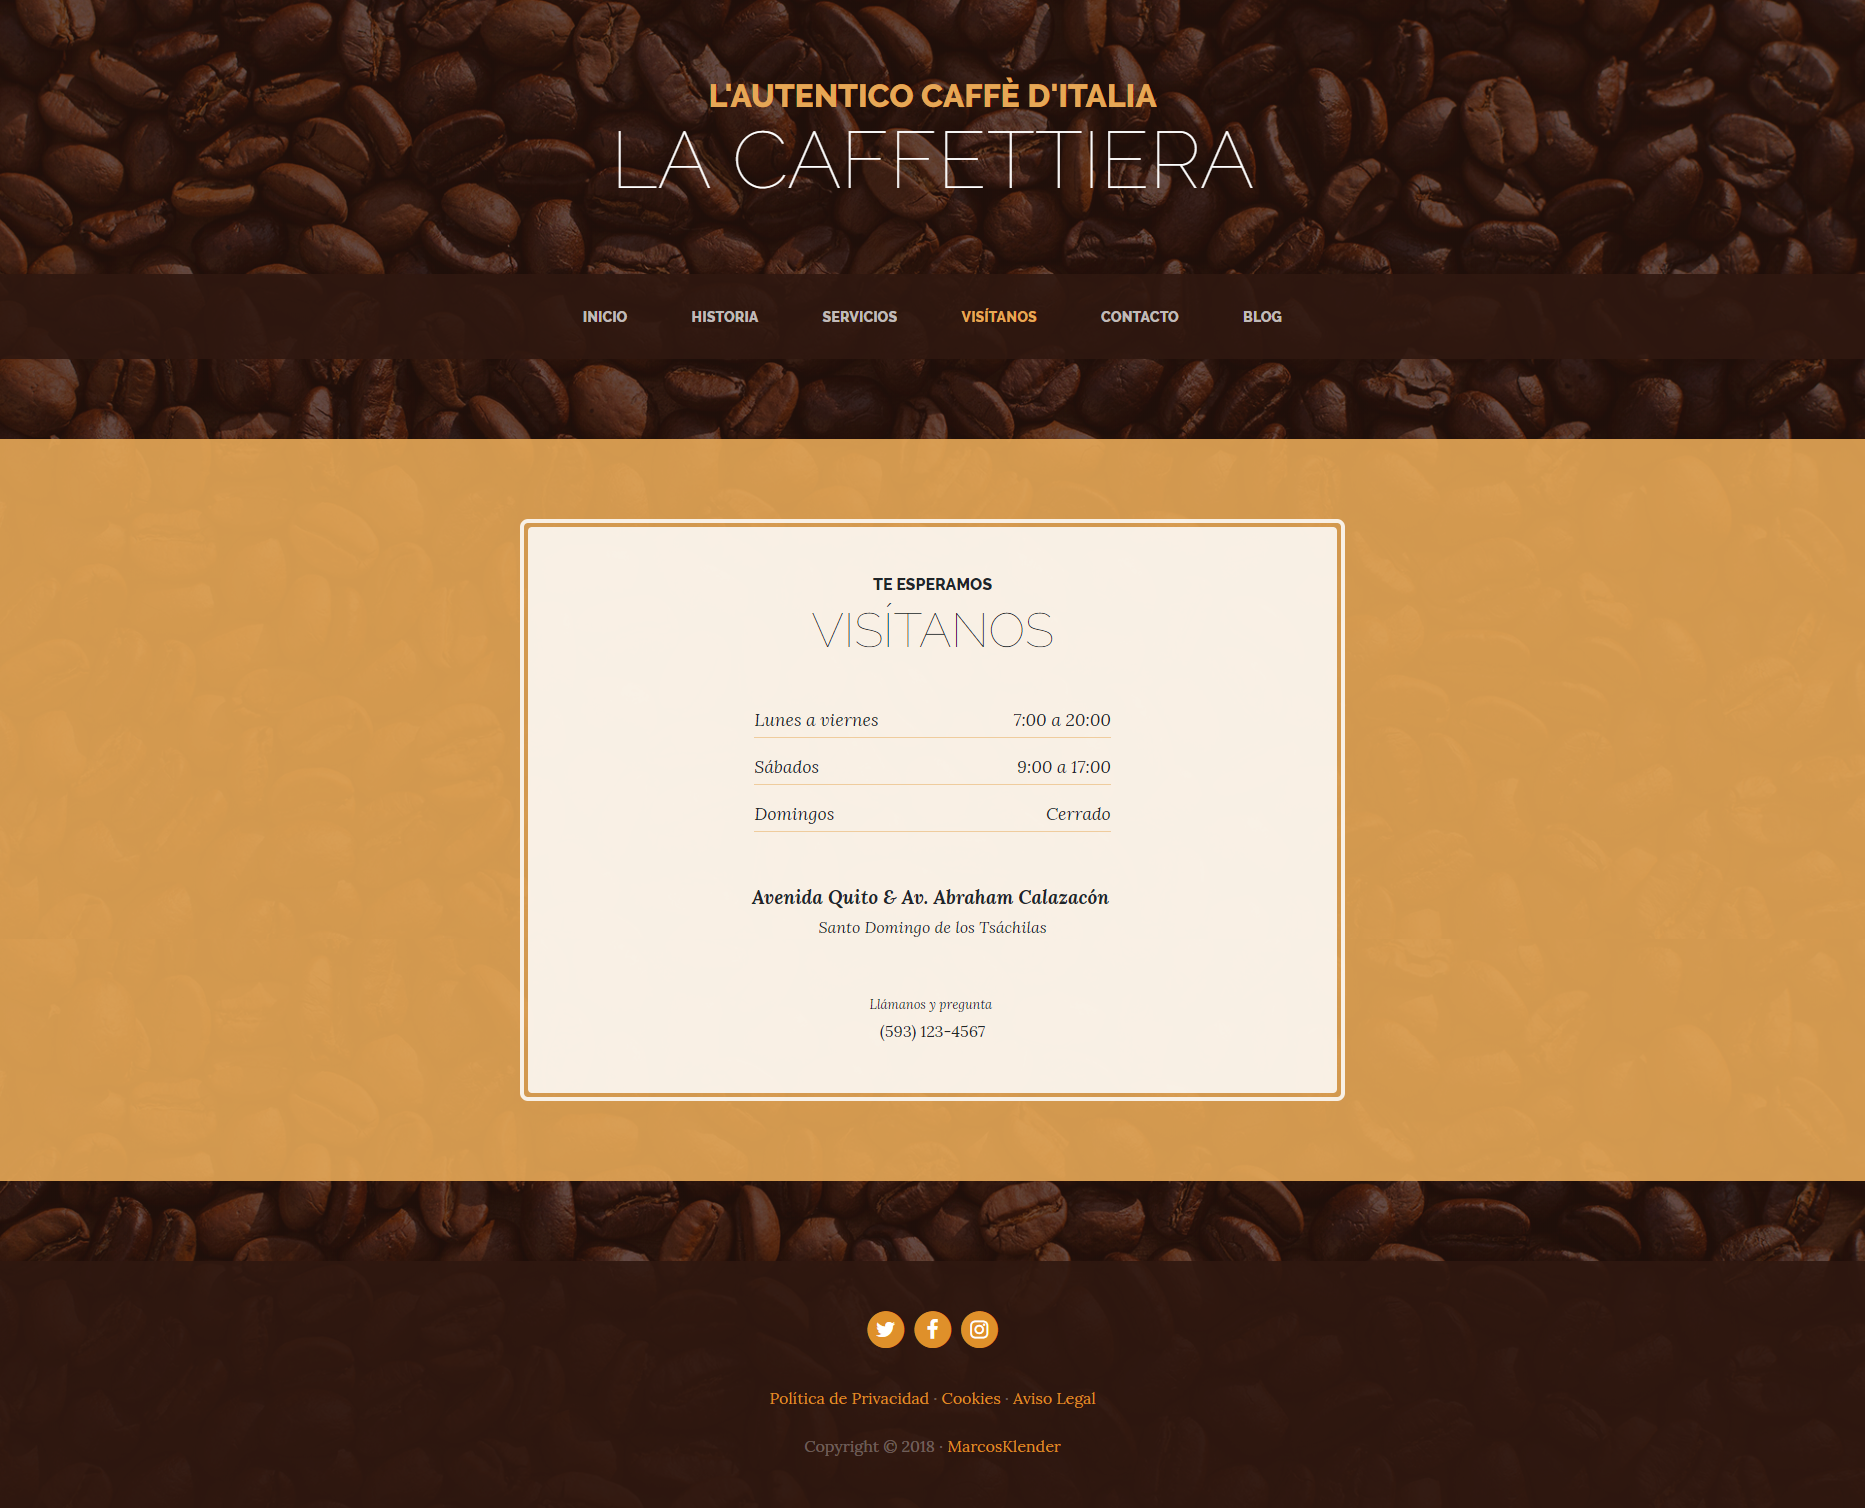 L'AUTENTICO CAFFÈ D'ITALIA
LA CAFFETTIERA
INICIO HISTORIA SERVICIOS VISÍTANOS CONTACTO BLOG
TE ESPERAMOS
VISÍTANOS
Lunes a viernes 7:00 a 20:00
Sábados 9:00 a 17:00
Domingos Cerrado
Avenida Quito & Av. Abraham Calazacón
Santo Domingo de los Tsáchilas
Llámanos y pregunta
(593) 123-4567
Política de Privacidad · Cookies · Aviso Legal
Copyright © 2018 · MarcosKlender